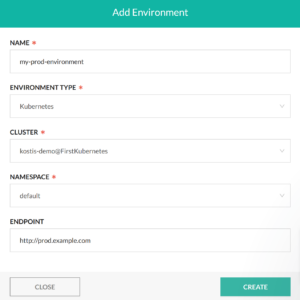 Add Environment
NAME *
my-prod-environment
ENVIRONMENT TYPE *
Kubernetes
CLUSTER *
kostis-demo@FirstKubernetes
NAMESPACE *
default
ENDPOINT
http://prod.example.com
CLOSE
CREATE